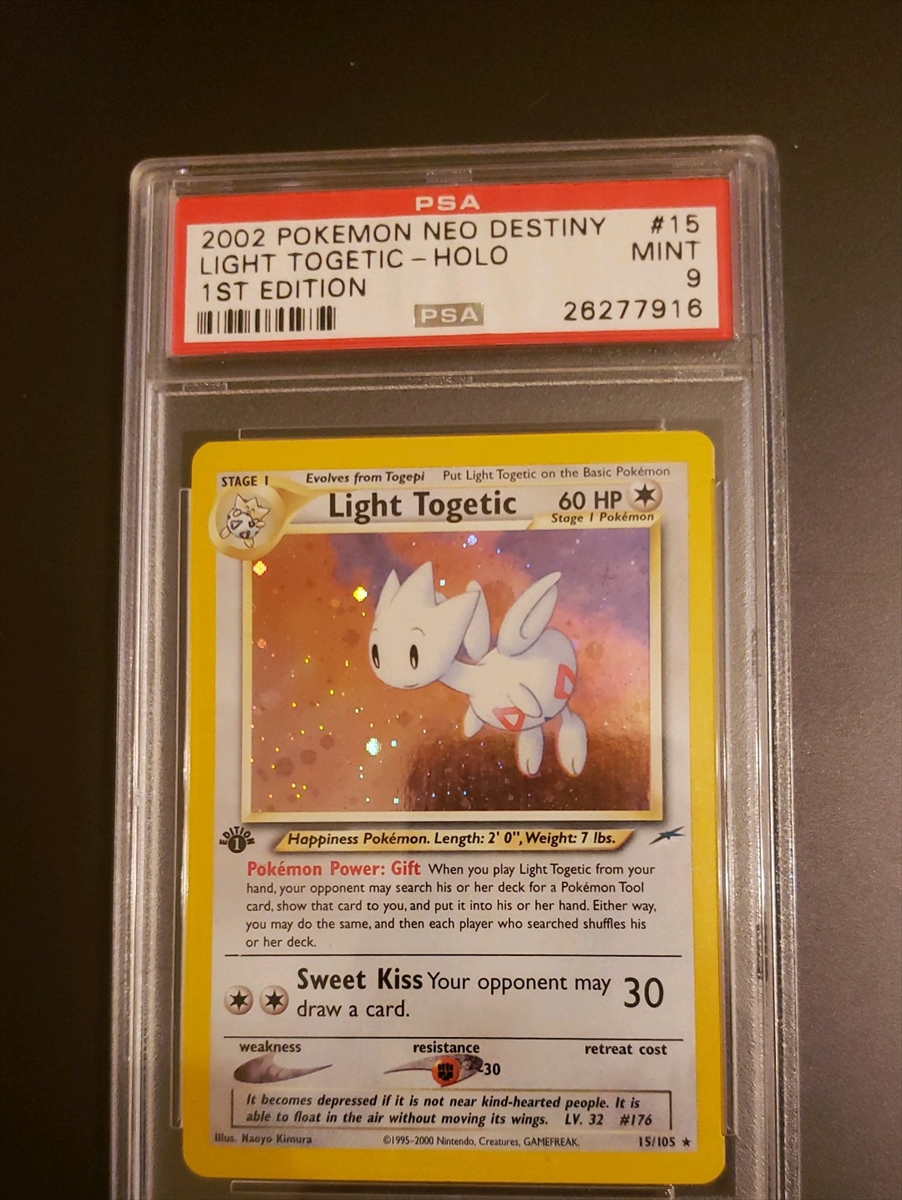 PSA
2002 POKEMON NEO DESTINY #15
LIGHT TOGETIC - HOLO MINT
1ST EDITION 9
PSA 26277916
STAGE 1 Evolves from Togepi Put Light Togetic on the Basic Pokémon
Light Togetic 60 HP
Stage 1 Pokémon
EDITION
1
Happiness Pokémon. Length: 2' 0", Weight: 7 lbs.
Pokémon Power: Gift When you play Light Togetic from your
hand, your opponent may search his or her deck for a Pokémon Tool
card, show that card to you, and put it into his or her hand. Either way,
you may do the same, and then each player who searched shuffles his
or her deck.
Sweet Kiss Your opponent may 30
draw a card.
weakness resistance retreat cost
-30
It becomes depressed if it is not near kind-hearted people. It is
able to float in the air without moving its wings. LV. 32 #176
Illus. Naoyo Kimura ©1995-2000 Nintendo, Creatures, GAMEFREAK. 15/105 ★